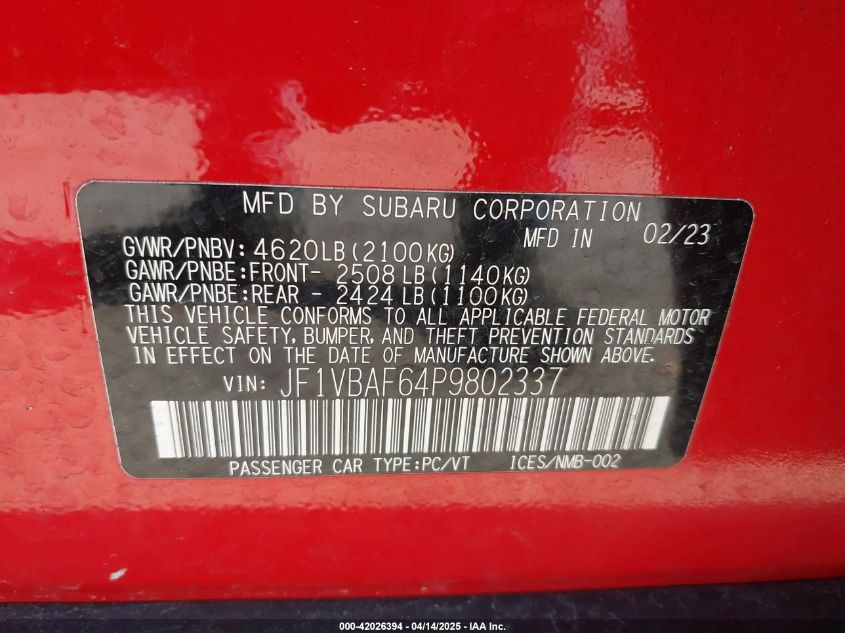 MFD BY SUBARU CORPORATION
MFD IN 02/23
GVWR/PNBV: 4620LB(2100KG)
GAWR/PNBE:FRONT- 2508LB(1140KG)
GAWR/PNBE:REAR - 2424LB(1100KG)
THIS VEHICLE CONFORMS TO ALL APPLICABLE FEDERAL MOTOR
VEHICLE SAFETY, BUMPER, AND THEFT PREVENTION STANDARDS
IN EFFECT ON THE DATE OF MANUFACTURE SHOWN ABOVE.
VIN: JF1VBAF64P9802337
PASSENGER CAR TYPE:PC/VT ICES/NMB-002
000-42026394 - 04/14/2025 - IAA Inc.